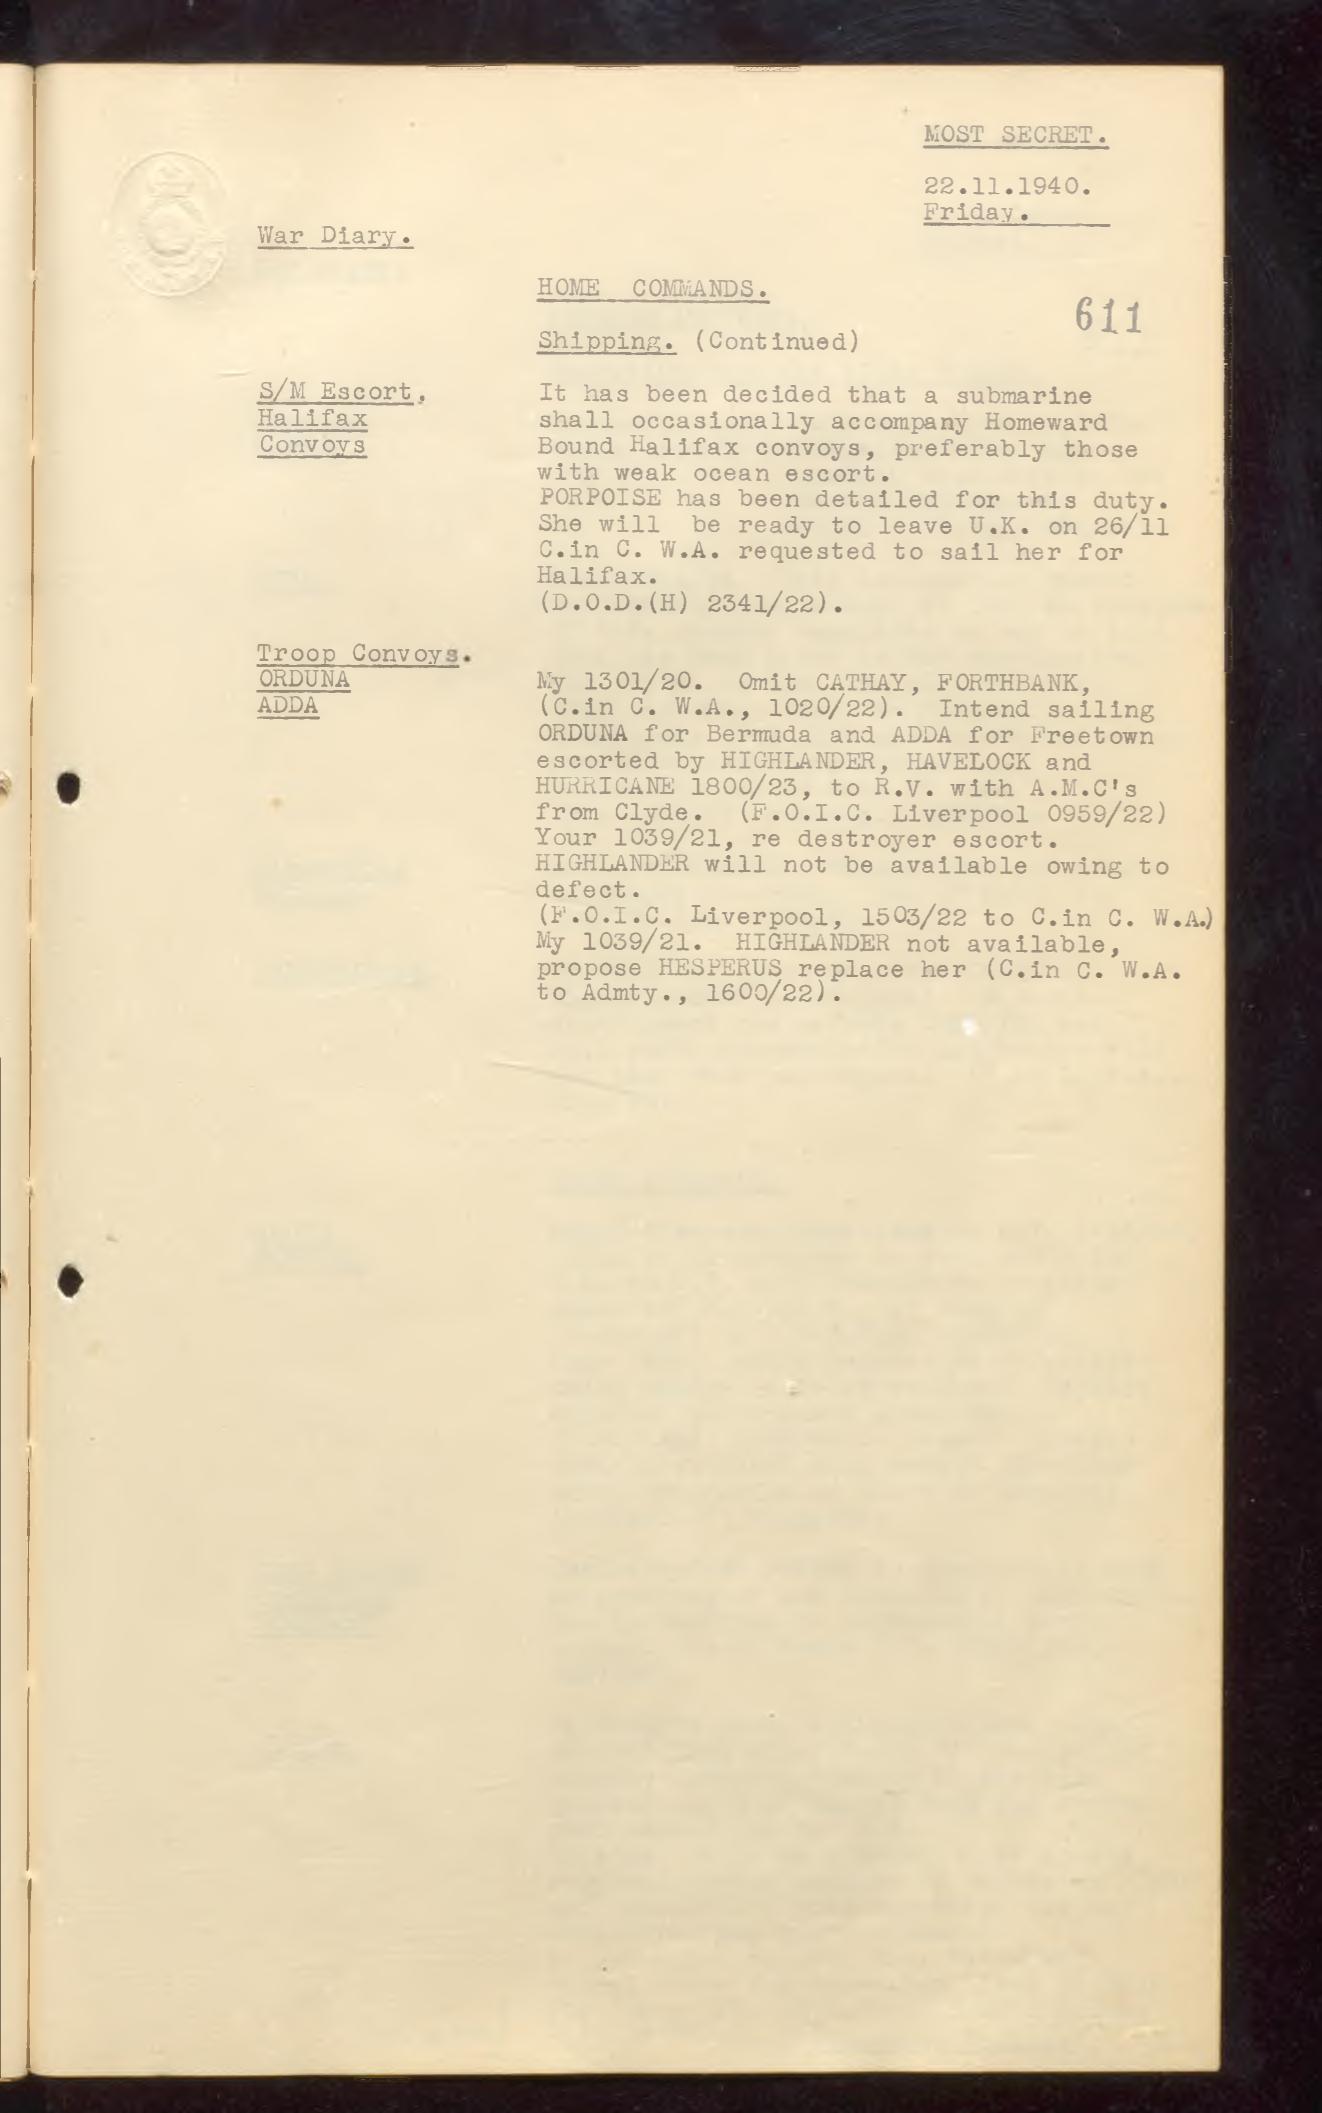 MOST SECRET.
22.11.1940.
Friday.
War Diary.
HOME COMMANDS.
611
Shipping. (Continued)
S/M Escort,
Halifax
Convoys
It has been decided that a submarine
shall occasionally accompany Homeward
Bound Halifax convoys, preferably those
with weak ocean escort.
PORPOISE has been detailed for this duty.
She will be ready to leave U.K. on 26/11
C.in C. W.A. requested to sail her for
Halifax.
(D.O.D.(H) 2341/22).
Troop Convoys.
ORDUNA
ADDA
My 1301/20. Omit CATHAY, FORTHBANK,
(C.in C. W.A., 1020/22). Intend sailing
ORDUNA for Bermuda and ADDA for Freetown
escorted by HIGHLANDER, HAVELOCK and
HURRICANE 1800/23, to R.V. with A.M.C's
from Clyde. (F.O.I.C. Liverpool 0959/22)
Your 1039/21, re destroyer escort.
HIGHLANDER will not be available owing to
defect.
(F.O.I.C. Liverpool, 1503/22 to C.in C. W.A.)
My 1039/21. HIGHLANDER not available,
propose HESPERUS replace her (C.in C. W.A.
to Admty., 1600/22).